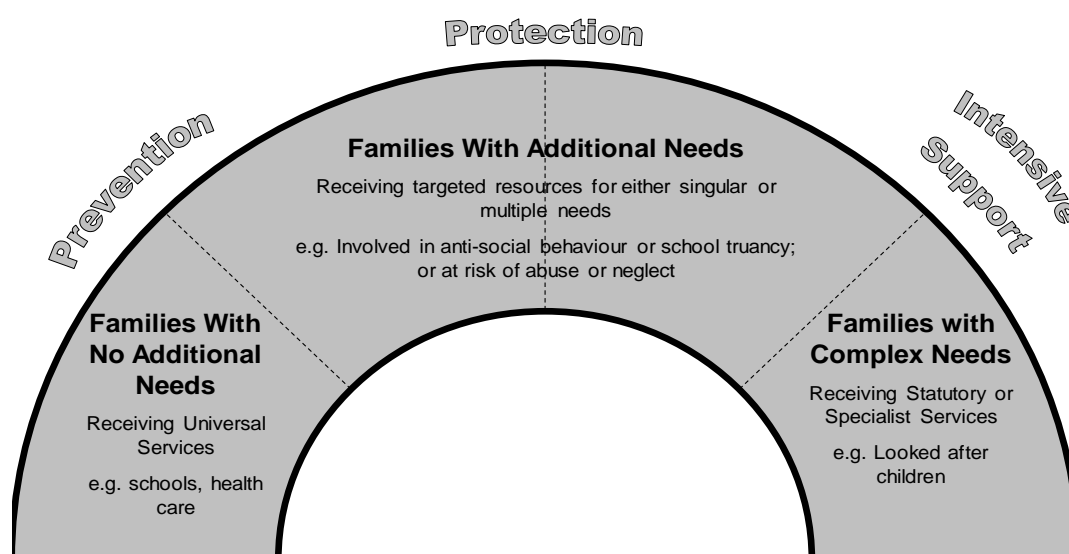 Protection
Prevention
Intensive
Support
Families With Additional Needs
Receiving targeted resources for either singular or
multiple needs
e.g. Involved in anti-social behaviour or school truancy;
or at risk of abuse or neglect
Families With
No Additional
Needs
Receiving Universal
Services
e.g. schools, health
care
Families with
Complex Needs
Receiving Statutory or
Specialist Services
e.g. Looked after
children